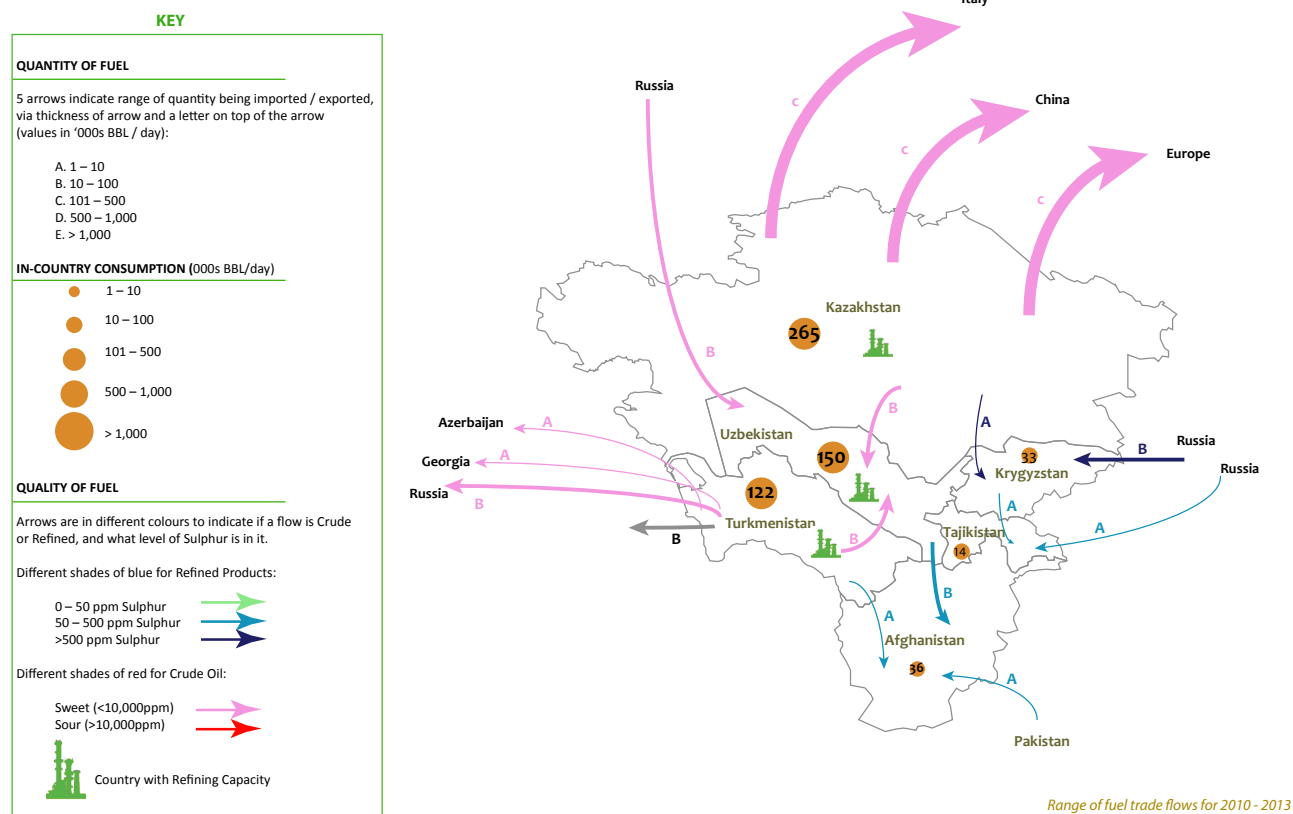 KEY
QUANTITY OF FUEL
5 arrows indicate range of quantity being imported / exported,
via thickness of arrow and a letter on top of the arrow
(values in ‘000s BBL / day):
A. 1 – 10
B. 10 – 100
C. 101 – 500
D. 500 – 1,000
E. > 1,000
IN-COUNTRY CONSUMPTION (000s BBL/day)
1 – 10
10 – 100
101 – 500
500 – 1,000
> 1,000
QUALITY OF FUEL
Arrows are in different colours to indicate if a flow is Crude
or Refined, and what level of Sulphur is in it.
Different shades of blue for Refined Products:
0 – 50 ppm Sulphur
50 – 500 ppm Sulphur
>500 ppm Sulphur
Different shades of red for Crude Oil:
Sweet (<10,000ppm)
Sour (>10,000ppm)
Country with Refining Capacity
Italy
Russia
C
China
C
Europe
C
Kazakhstan
265
B
B
Azerbaijan
A
A
Uzbekistan
150
Georgia
A
Russia
B
122
Turkmenistan
B
B
33
Krygyzstan
B
Russia
Russia
A
A
Tajikistan
14
B
A
Afghanistan
36
A
Pakistan
Range of fuel trade flows for 2010 - 2013